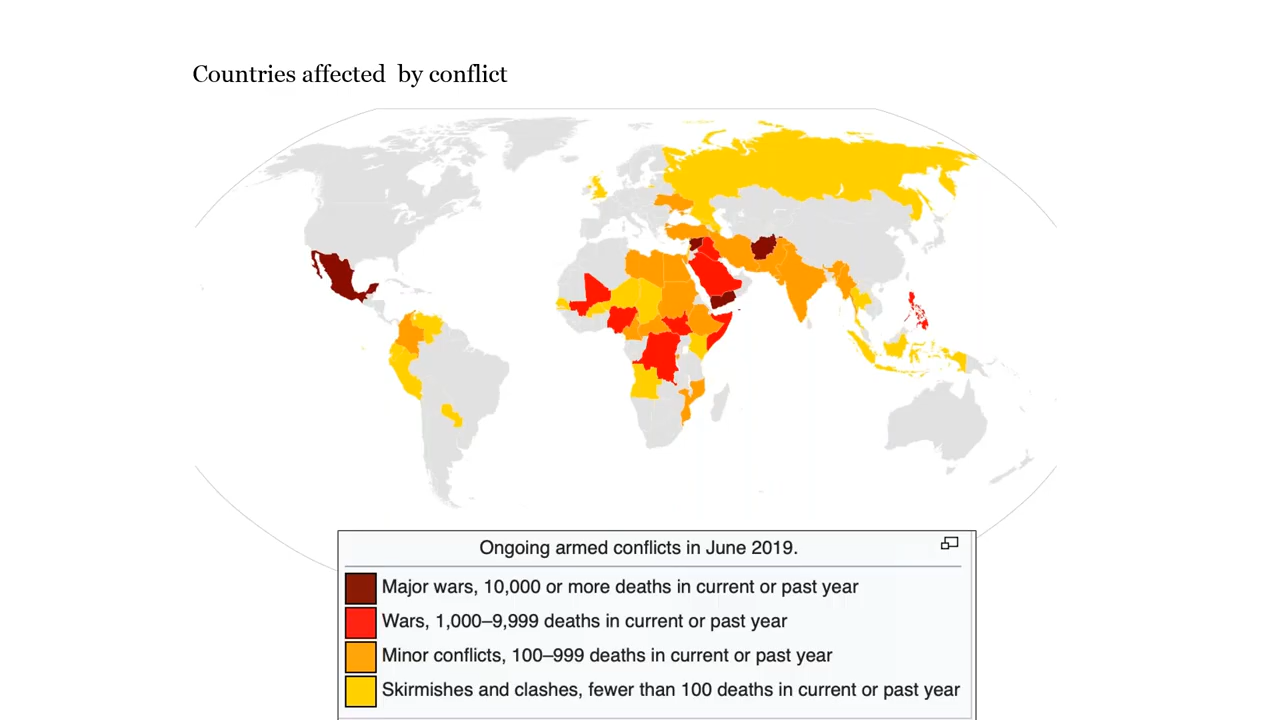 Countries affected  by conflict
Ongoing armed conflicts in June 2019.
Major wars, 10,000 or more deaths in current or past year
Wars, 1,000–9,999 deaths in current or past year
Minor conflicts, 100–999 deaths in current or past year
Skirmishes and clashes, fewer than 100 deaths in current or past year